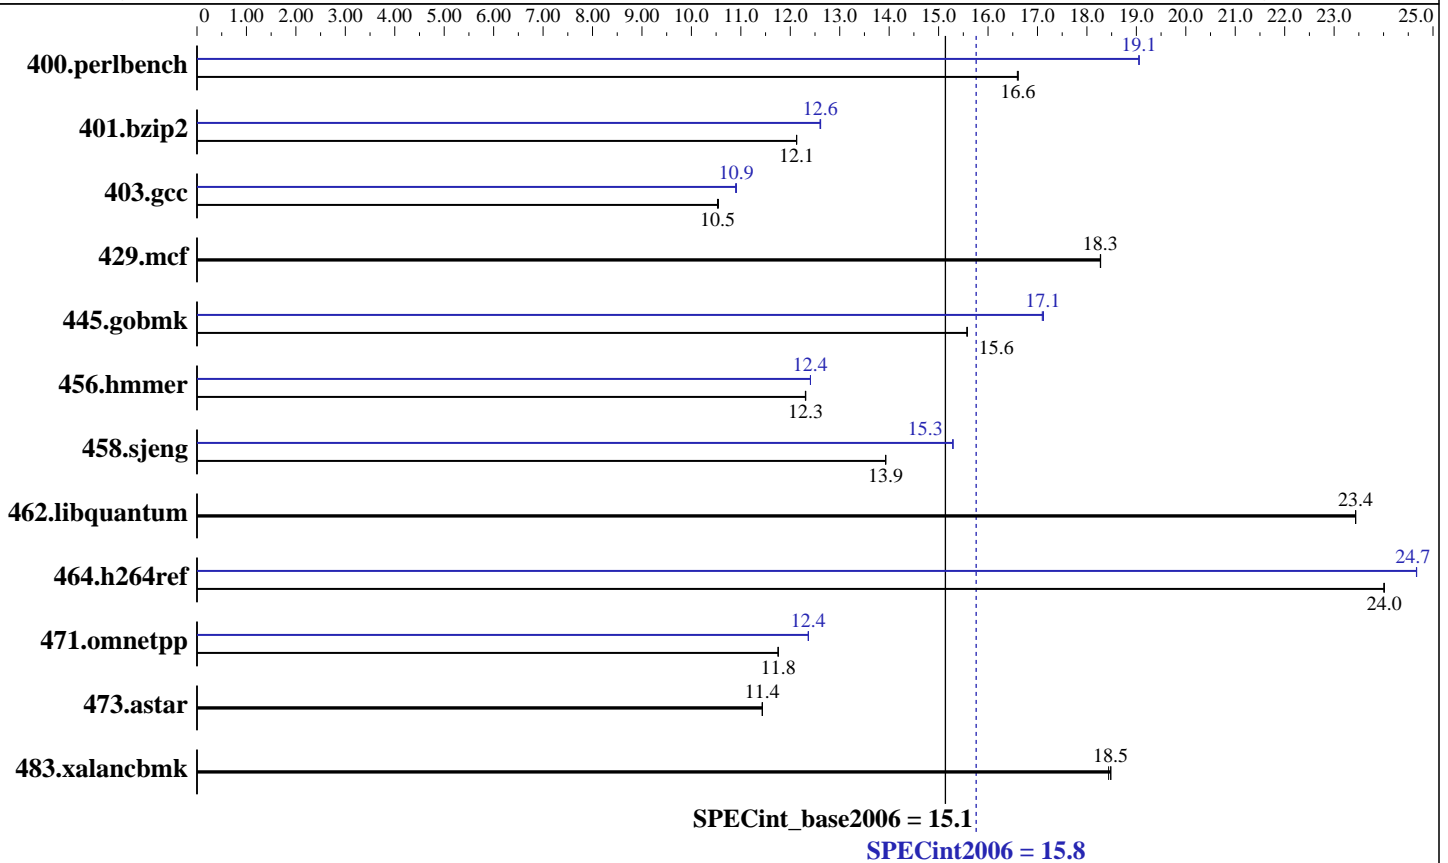 0 1.00 2.00 3.00 4.00 5.00 6.00 7.00 8.00 9.00 10.0 11.0 12.0 13.0 14.0 15.0 16.0 17.0 18.0 19.0 20.0 21.0 22.0 23.0 25.0
19.1
400.perlbench
16.6
12.6
401.bzip2
12.1
10.9
403.gcc
10.5
18.3
429.mcf
17.1
445.gobmk
15.6
12.4
456.hmmer
12.3
15.3
458.sjeng
13.9
23.4
462.libquantum
24.7
464.h264ref
24.0
12.4
471.omnetpp
11.8
11.4
473.astar
18.5
483.xalancbmk
SPECint_base2006 = 15.1
SPECint2006 = 15.8